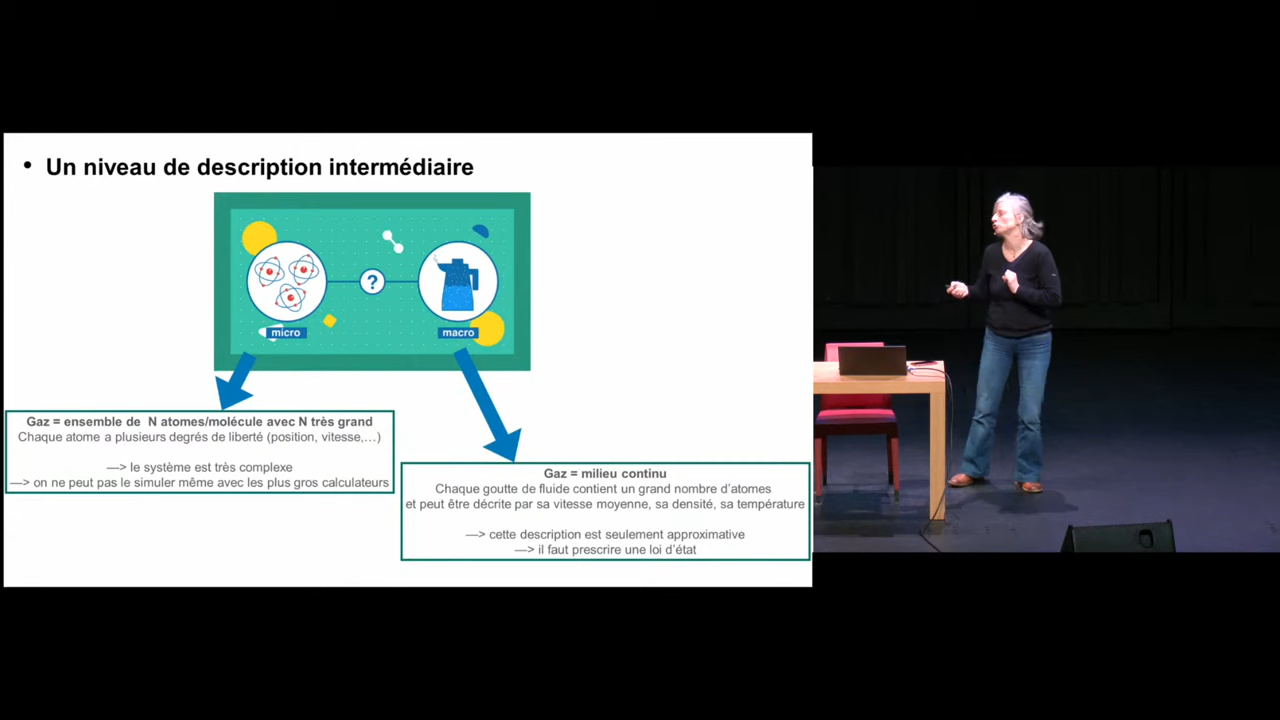 • Un niveau de description intermédiaire
?
micro
macro
Gaz = ensemble de N atomes/molécule avec N très grand
Chaque atome a plusieurs degrés de liberté (position, vitesse,…)
—> le système est très complexe
—> on ne peut pas le simuler même avec les plus gros calculateurs
Gaz = milieu continu
Chaque goutte de fluide contient un grand nombre d'atomes
et peut être décrite par sa vitesse moyenne, sa densité, sa température
—> cette description est seulement approximative
—> il faut prescrire une loi d'état